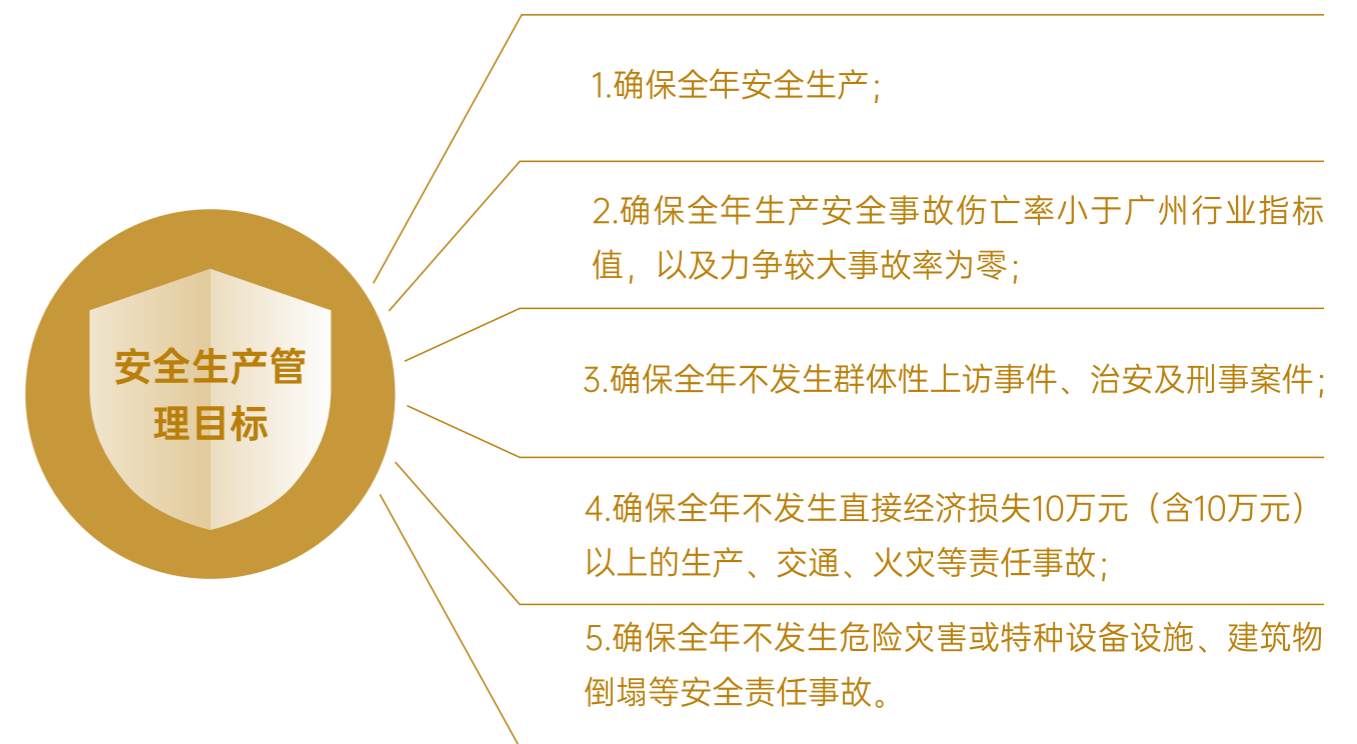 安全生产管
理目标
1.确保全年安全生产；
2.确保全年生产安全事故伤亡率小于广州行业指标
值，以及力争较大事故率为零；
3.确保全年不发生群体性上访事件、治安及刑事案件；
4.确保全年不发生直接经济损失10万元（含10万元）
以上的生产、交通、火灾等责任事故；
5.确保全年不发生危险灾害或特种设备设施、建筑物
倒塌等安全责任事故。